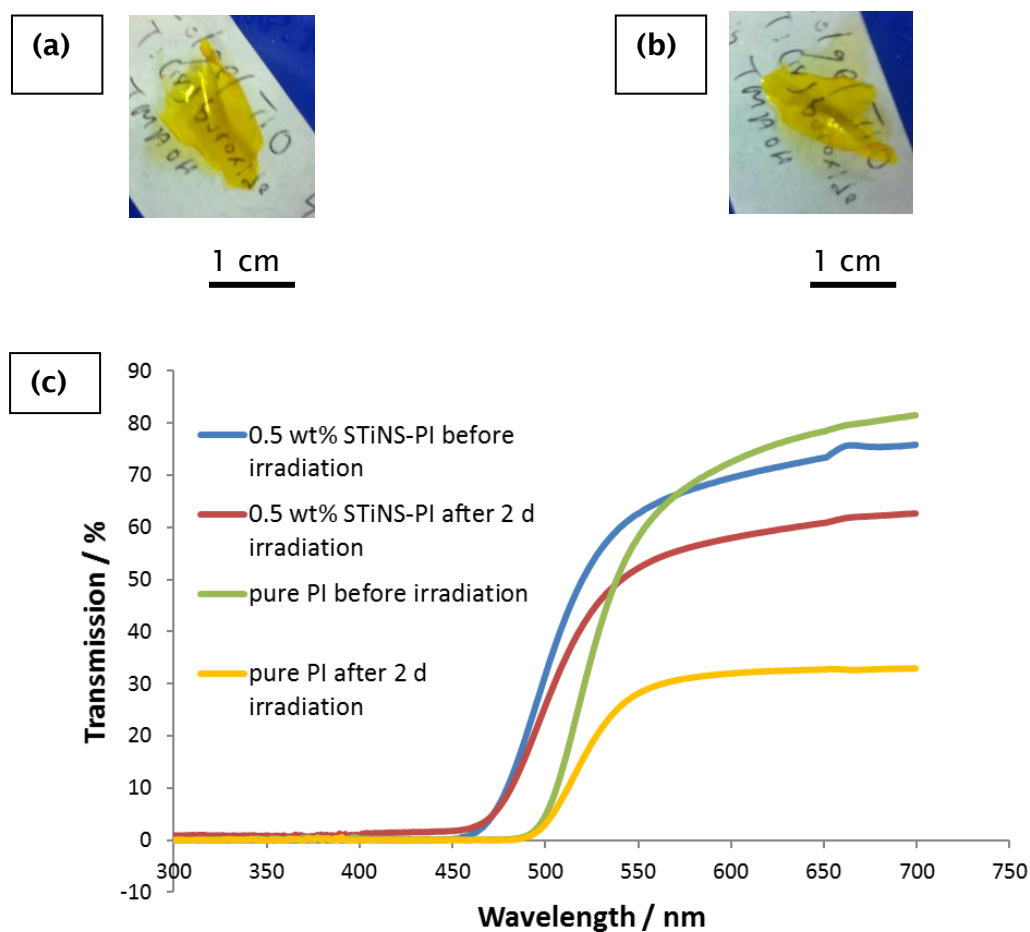 (a)
TMAOH
(b)
TMAOH
1 cm
1 cm
(c)
90
80
70
60
50
40
30
20
10
0
-10
Transmission / %
0.5 wt% STiNS-PI before
irradiation
0.5 wt% STiNS-PI after 2 d
irradiation
pure PI before irradiation
pure PI after 2 d
irradiation
300
350
400
450
500
550
600
650
700
750
Wavelength / nm